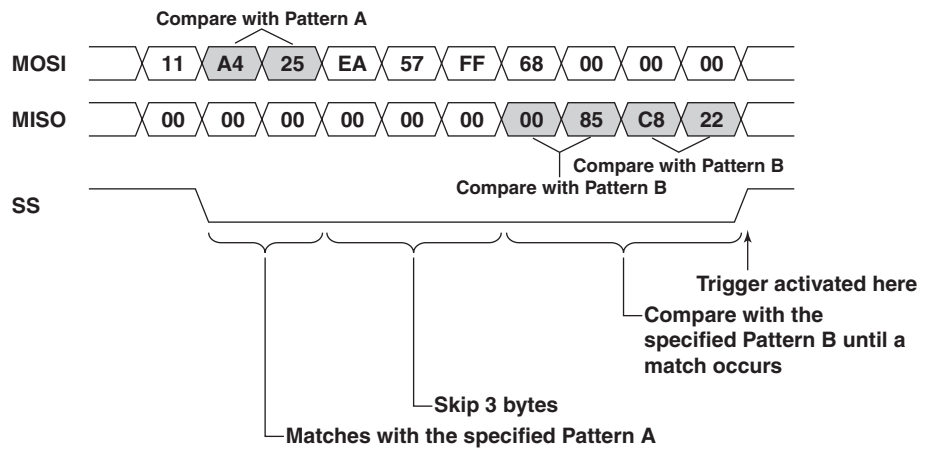 Compare with Pattern A
MOSI 11 A4 25 EA 57 FF 68 00 00 00
MISO 00 00 00 00 00 00 00 85 C8 22
Compare with Pattern B
Compare with Pattern B
SS
Trigger activated here
Compare with the
specified Pattern B until a
match occurs
Skip 3 bytes
Matches with the specified Pattern A